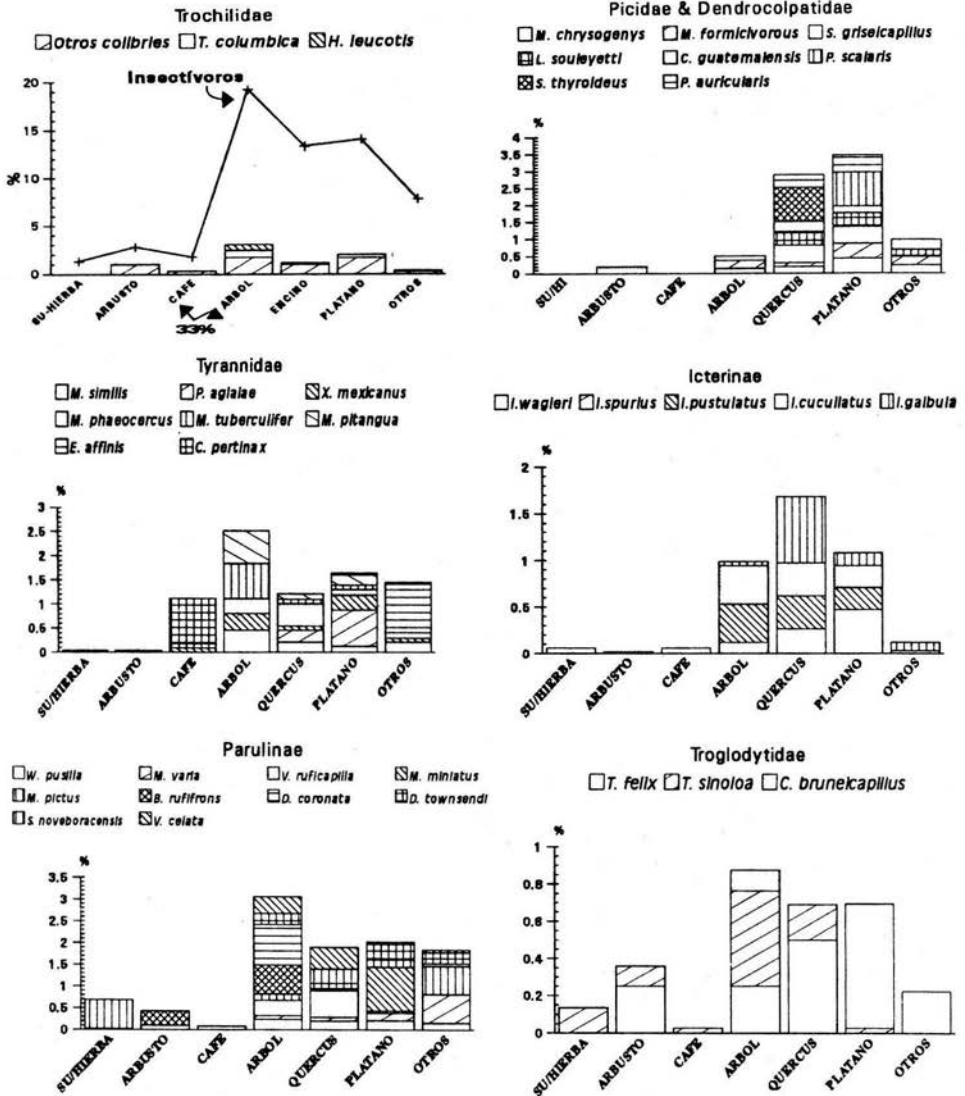 Trochilidae
Otros colibries T. columbica H. leucotis
Insectívoros
%
20
15
10
5
0
SU-HIERBA ARBUSTO CAFE ARBOL ENCINO PLATANO OTROS
33%
Picidae & Dendrocolpatidae
M. chrysogenys M. formicivorous S. griseicapillus
L. souleyetti C. guatemalensis P. scalaris
S. thyroideus P. auricularis
%
4
3.5
3
2.5
2
1.5
1
0.5
0
SU/HI ARBUSTO CAFE ARBOL QUERCUS PLATANO OTROS
Tyrannidae
M. similis P. aglaiae X. mexicanus
M. phaeocercus M. tuberculifer M. pitangua
E. affinis C. pertinax
%
3
2.5
2
1.5
1
0.5
0
SU/HIERBA ARBUSTO CAFE ARBOL QUERCUS PLATANO OTROS
Icterinae
I.wagleri I.spurius I.pustulatus I.cucullatus I.galbula
%
2
1.5
1
0.5
0
SU/HIERBA ARBUSTO CAFE ARBOL QUERCUS PLATANO OTROS
Parulinae
W. pusilla M. varia V. ruficapilla M. miniatus
M. pictus B. rufifrons D. coronata D. townsendi
S. noveboracensis V. celata
%
3.5
3
2.5
2
1.5
1
0.5
0
SU/HIERBA ARBUSTO CAFE ARBOL QUERCUS PLATANO OTROS
Troglodytidae
T. felix T. sinoloa C. bruneicapillus
%
1
0.8
0.6
0.4
0.2
0
SU/HIERBA ARBUSTO CAFE ARBOL QUERCUS PLATANO OTROS